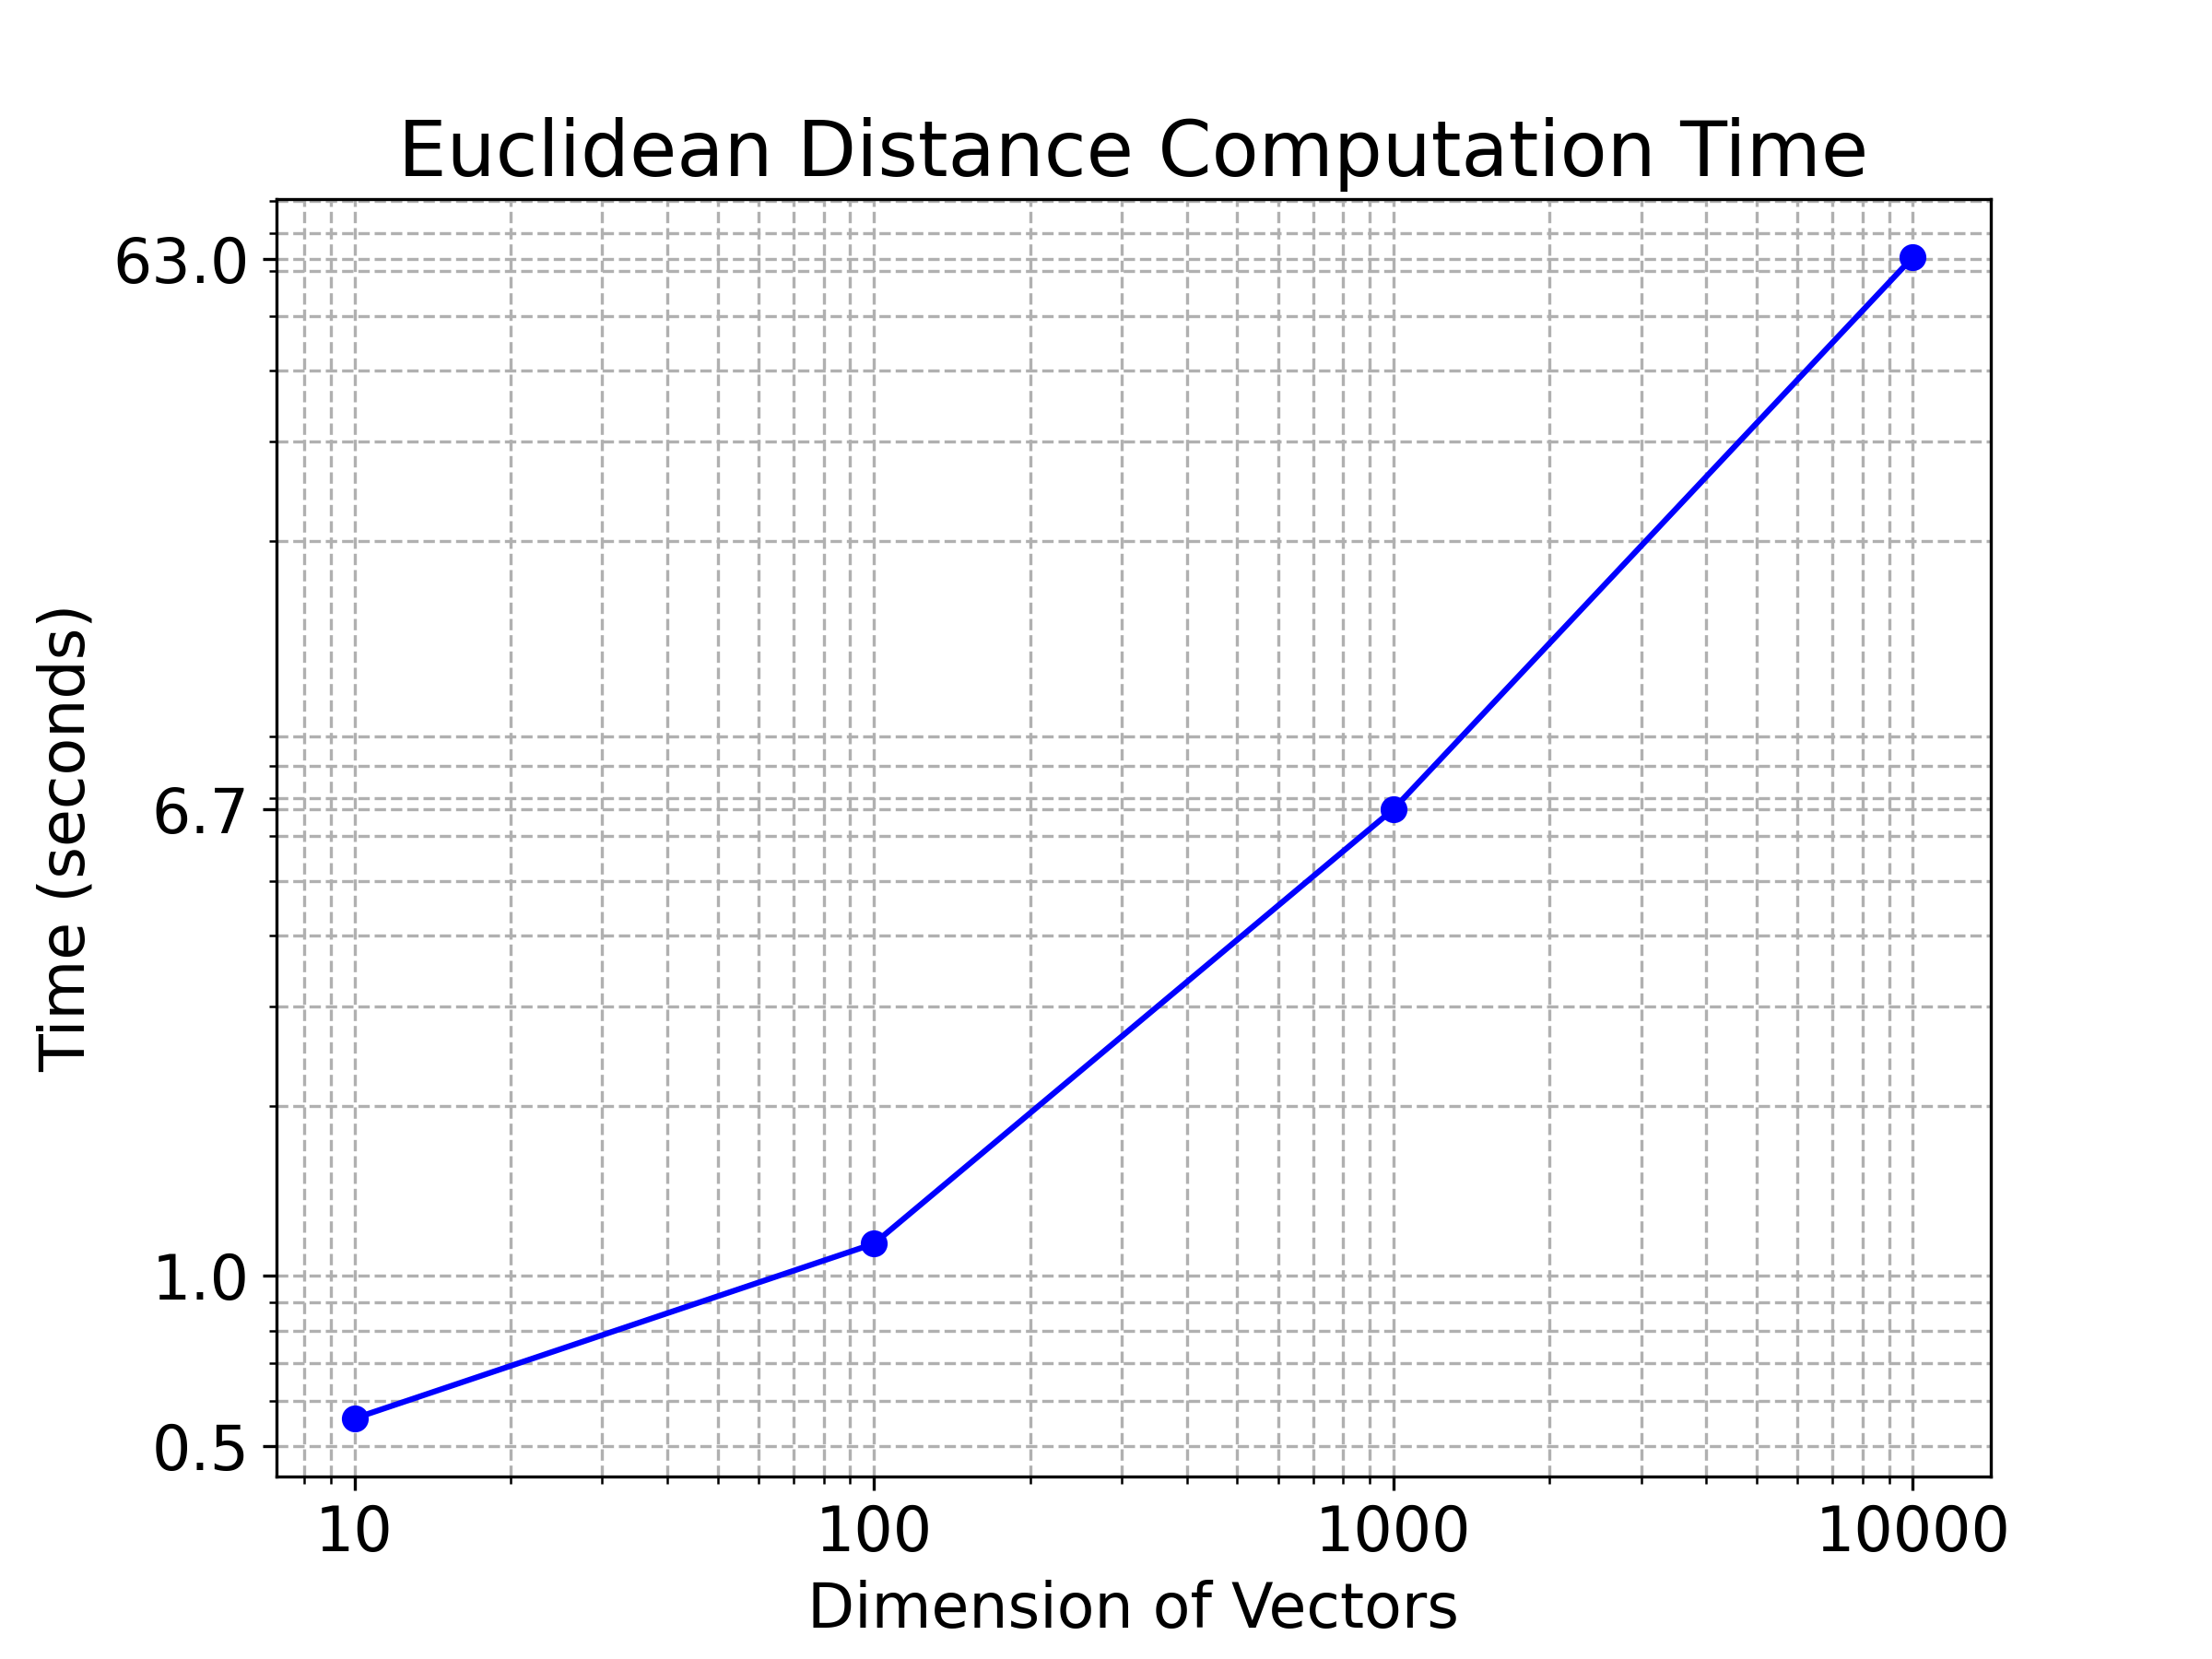 Euclidean Distance Computation Time
63.0
6.7
1.0
0.5
Time (seconds)
10 100 1000 10000
Dimension of Vectors